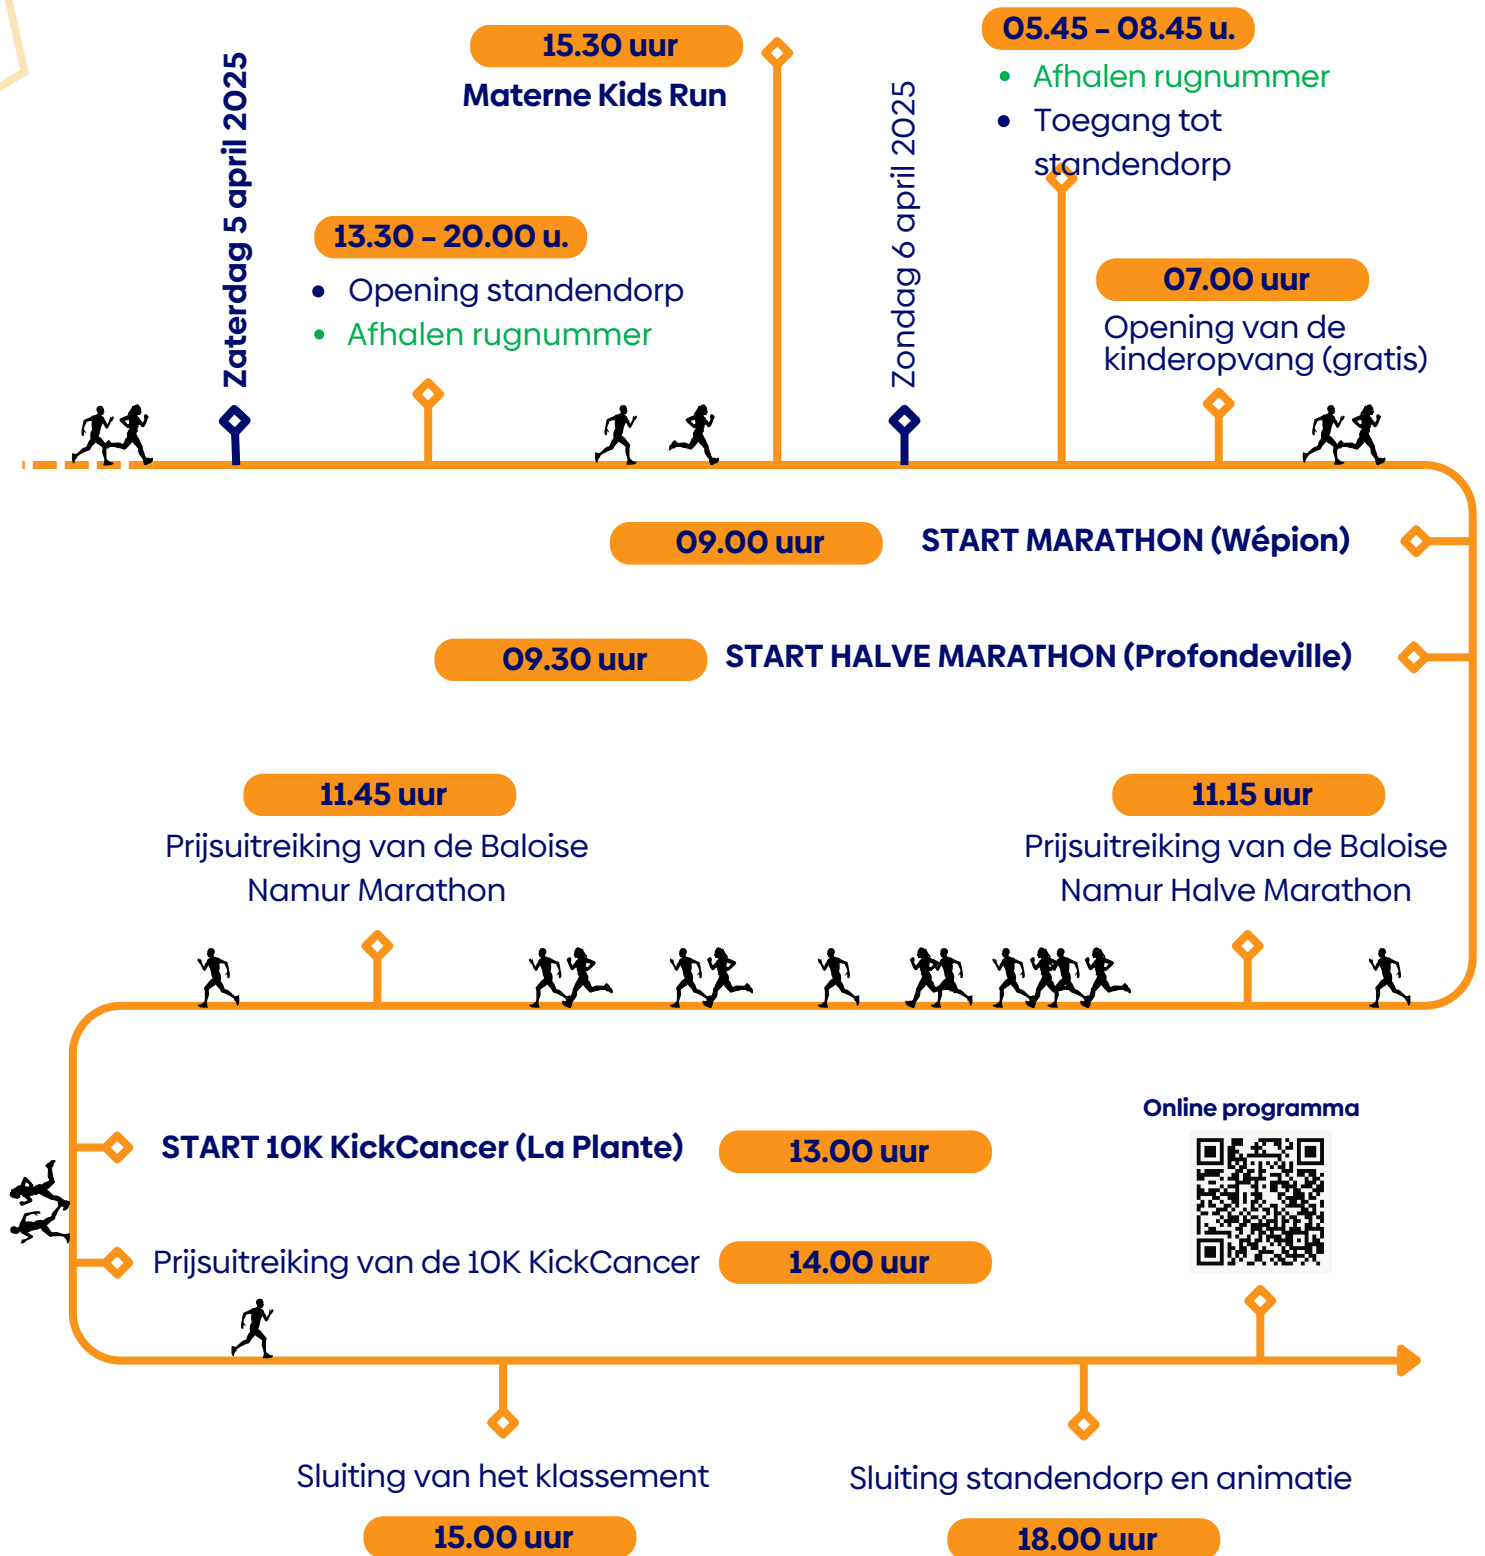 Zaterdag 5 april 2025
13.30 – 20.00 u.
• Opening standendorp
• Afhalen rugnummer
15.30 uur
Materne Kids Run
Zondag 6 april 2025
05.45 – 08.45 u.
• Afhalen rugnummer
• Toegang tot
standendorp
07.00 uur
Opening van de
kinderopvang (gratis)
09.00 uur
START MARATHON (Wépion)
09.30 uur
START HALVE MARATHON (Profondeville)
11.15 uur
Prijsuitreiking van de Baloise
Namur Halve Marathon
11.45 uur
Prijsuitreiking van de Baloise
Namur Marathon
START 10K KickCancer (La Plante)
13.00 uur
Prijsuitreiking van de 10K KickCancer
14.00 uur
Online programma
Sluiting van het klassement
15.00 uur
Sluiting standendorp en animatie
18.00 uur